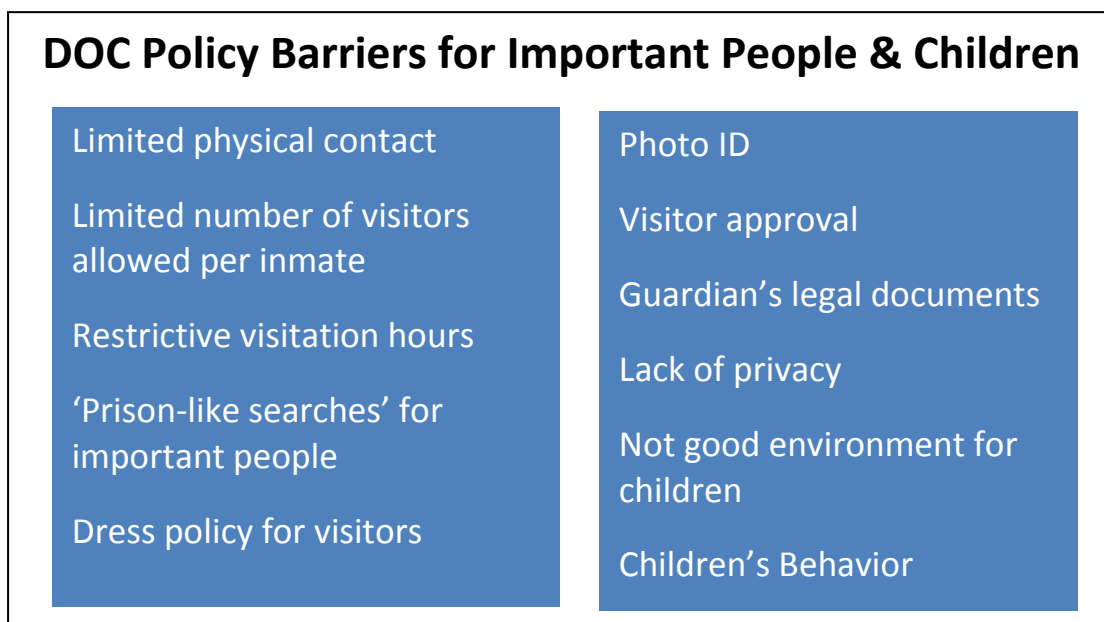 DOC Policy Barriers for Important People & Children
Limited physical contact
Limited number of visitors
allowed per inmate
Restrictive visitation hours
‘Prison-like searches’ for
important people
Dress policy for visitors
Photo ID
Visitor approval
Guardian’s legal documents
Lack of privacy
Not good environment for
children
Children’s Behavior